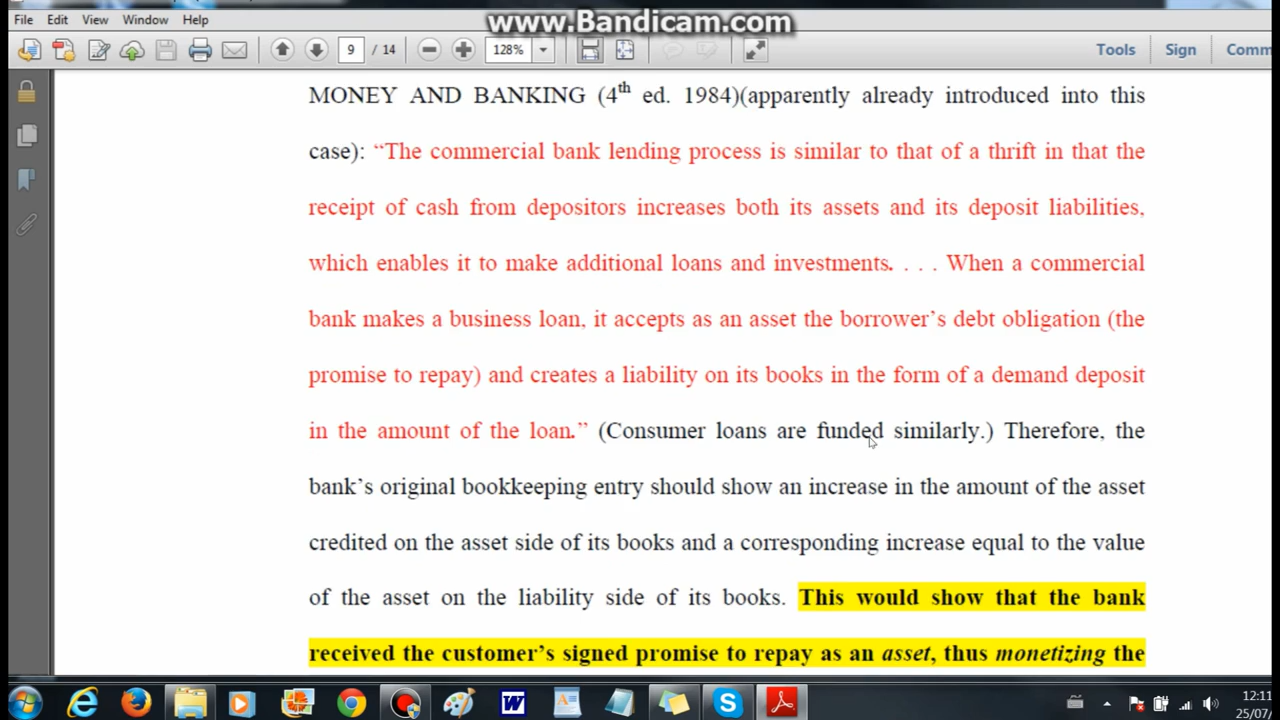 www.Bandicam.com
File Edit View Window Help
9 / 14 128% Tools Sign Comm
MONEY AND BANKING (4th ed. 1984)(apparently already introduced into this
case): “The commercial bank lending process is similar to that of a thrift in that the
receipt of cash from depositors increases both its assets and its deposit liabilities,
which enables it to make additional loans and investments. . . . When a commercial
bank makes a business loan, it accepts as an asset the borrower’s debt obligation (the
promise to repay) and creates a liability on its books in the form of a demand deposit
in the amount of the loan.” (Consumer loans are funded similarly.) Therefore, the
bank’s original bookkeeping entry should show an increase in the amount of the asset
credited on the asset side of its books and a corresponding increase equal to the value
of the asset on the liability side of its books. This would show that the bank
received the customer’s signed promise to repay as an asset, thus monetizing the
12:11
25/07/